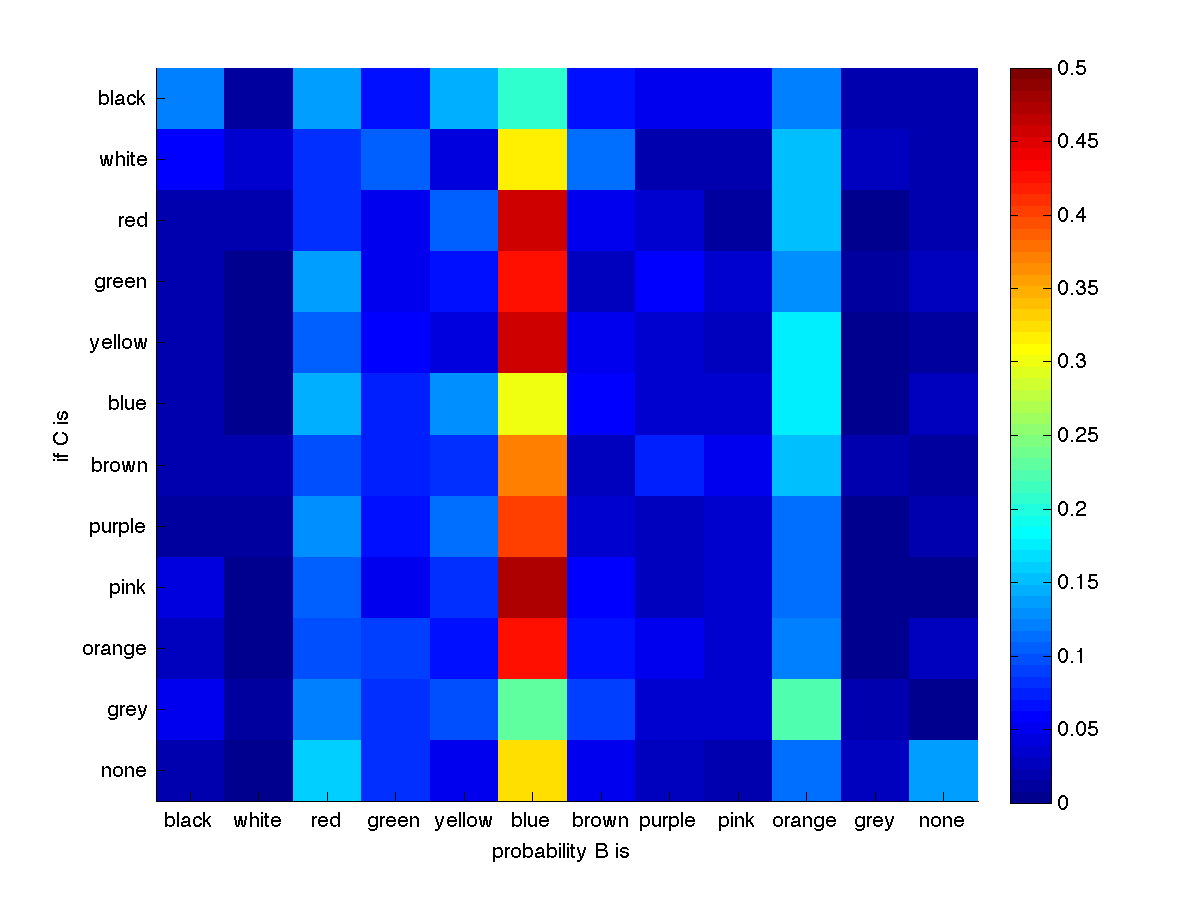 black
white
red
green
yellow
blue
brown
purple
pink
orange
grey
none
if C is
black white red green yellow blue brown purple pink orange grey none
probability B is
0.5
0.45
0.4
0.35
0.3
0.25
0.2
0.15
0.1
0.05
0